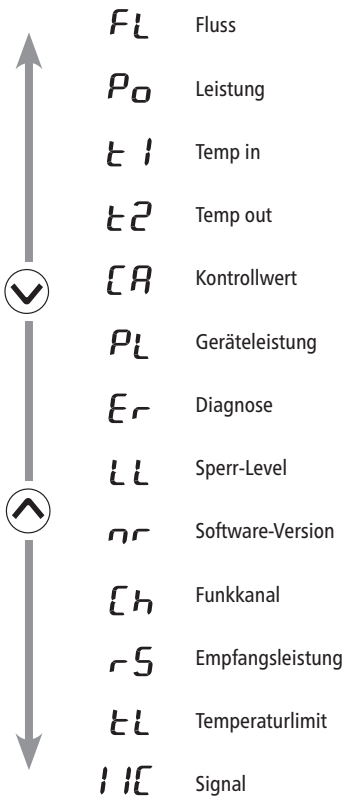 FL Fluss
Po Leistung
t1 Temp in
t2 Temp out
CA Kontrollwert
PL Geräteleistung
Er Diagnose
LL Sperr-Level
nr Software-Version
Ch Funkkanal
rS Empfangsleistung
tL Temperaturlimit
11C Signal